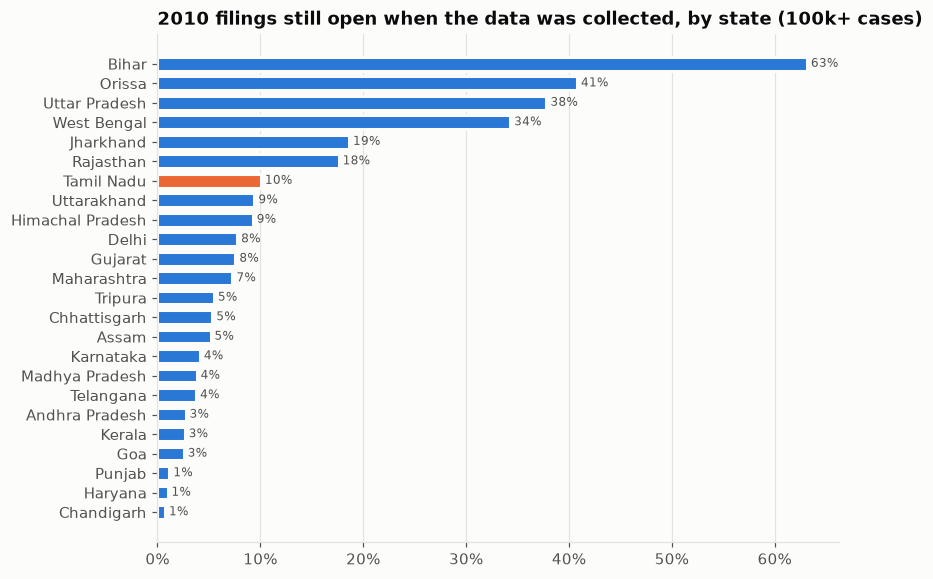 2010 filings still open when the data was collected, by state (100k+ cases)
Bihar 63%
Orissa 41%
Uttar Pradesh 38%
West Bengal 34%
Jharkhand 19%
Rajasthan 18%
Tamil Nadu 10%
Uttarakhand 9%
Himachal Pradesh 9%
Delhi 8%
Gujarat 8%
Maharashtra 7%
Tripura 5%
Chhattisgarh 5%
Assam 5%
Karnataka 4%
Madhya Pradesh 4%
Telangana 4%
Andhra Pradesh 3%
Kerala 3%
Goa 3%
Punjab 1%
Haryana 1%
Chandigarh 1%
0% 10% 20% 30% 40% 50% 60%